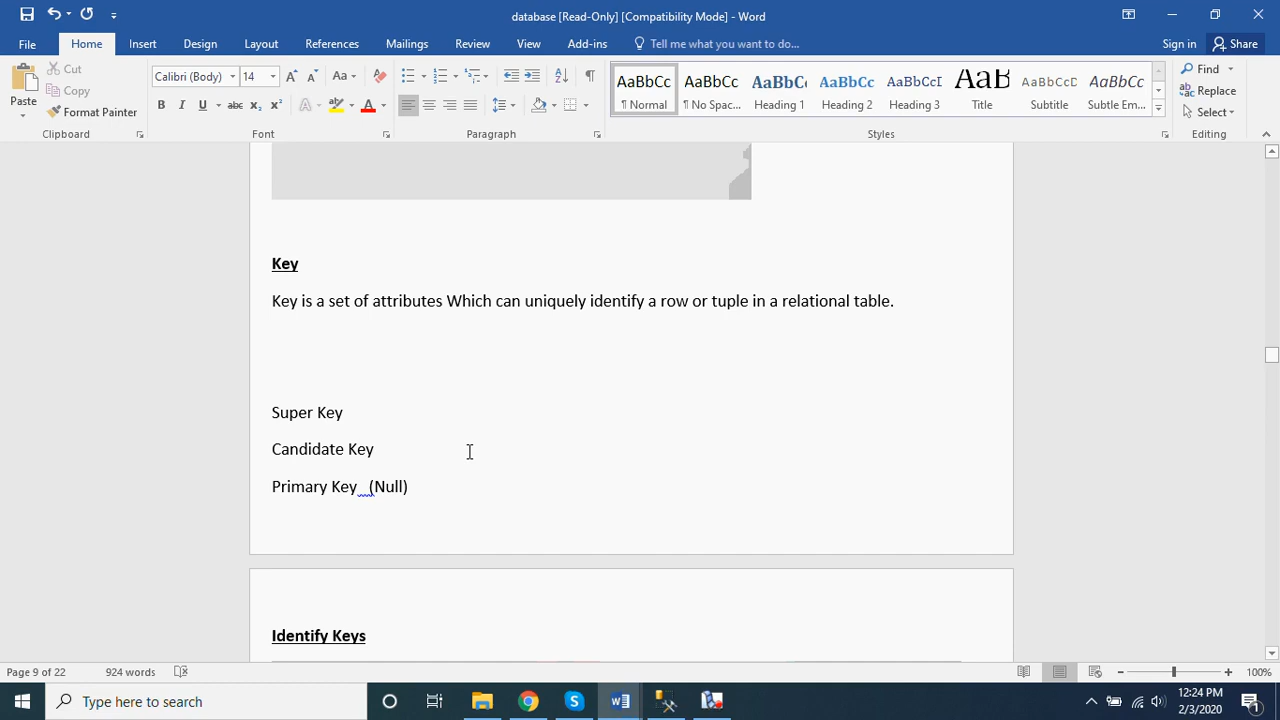 database [Read-Only] [Compatibility Mode] - Word
File Home Insert Design Layout References Mailings Review View Add-ins Tell me what you want to do... Sign in Share
Paste
Cut
Copy
Format Painter
Clipboard
Calibri (Body) 14
Font
Paragraph
AaBbCc AaBbCc AaBbCc AaBbCc AaBbCcD AaB AaBbCcD AaBbCc
¶ Normal ¶ No Spac... Heading 1 Heading 2 Heading 3 Title Subtitle Subtle Em...
Styles
Find
Replace
Select
Editing
Key
Key is a set of attributes Which can uniquely identify a row or tuple in a relational table.
Super Key
Candidate Key
Primary Key (Null)
Identify Keys
Page 9 of 22 924 words 100%
Type here to search
12:24 PM
2/3/2020
1